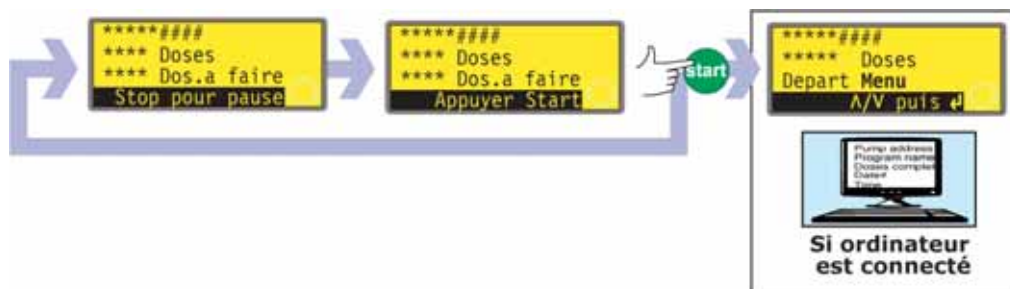 *****####
**** Doses
**** Dos.a faire
Stop pour pause
*****####
**** Doses
**** Dos.a faire
Appuyer Start
start
*****####
***** Doses
Depart Menu
Λ/V puis ↲
Pump address
Program name
Dosis complet
Date#
Time
Si ordinateur
est connecté